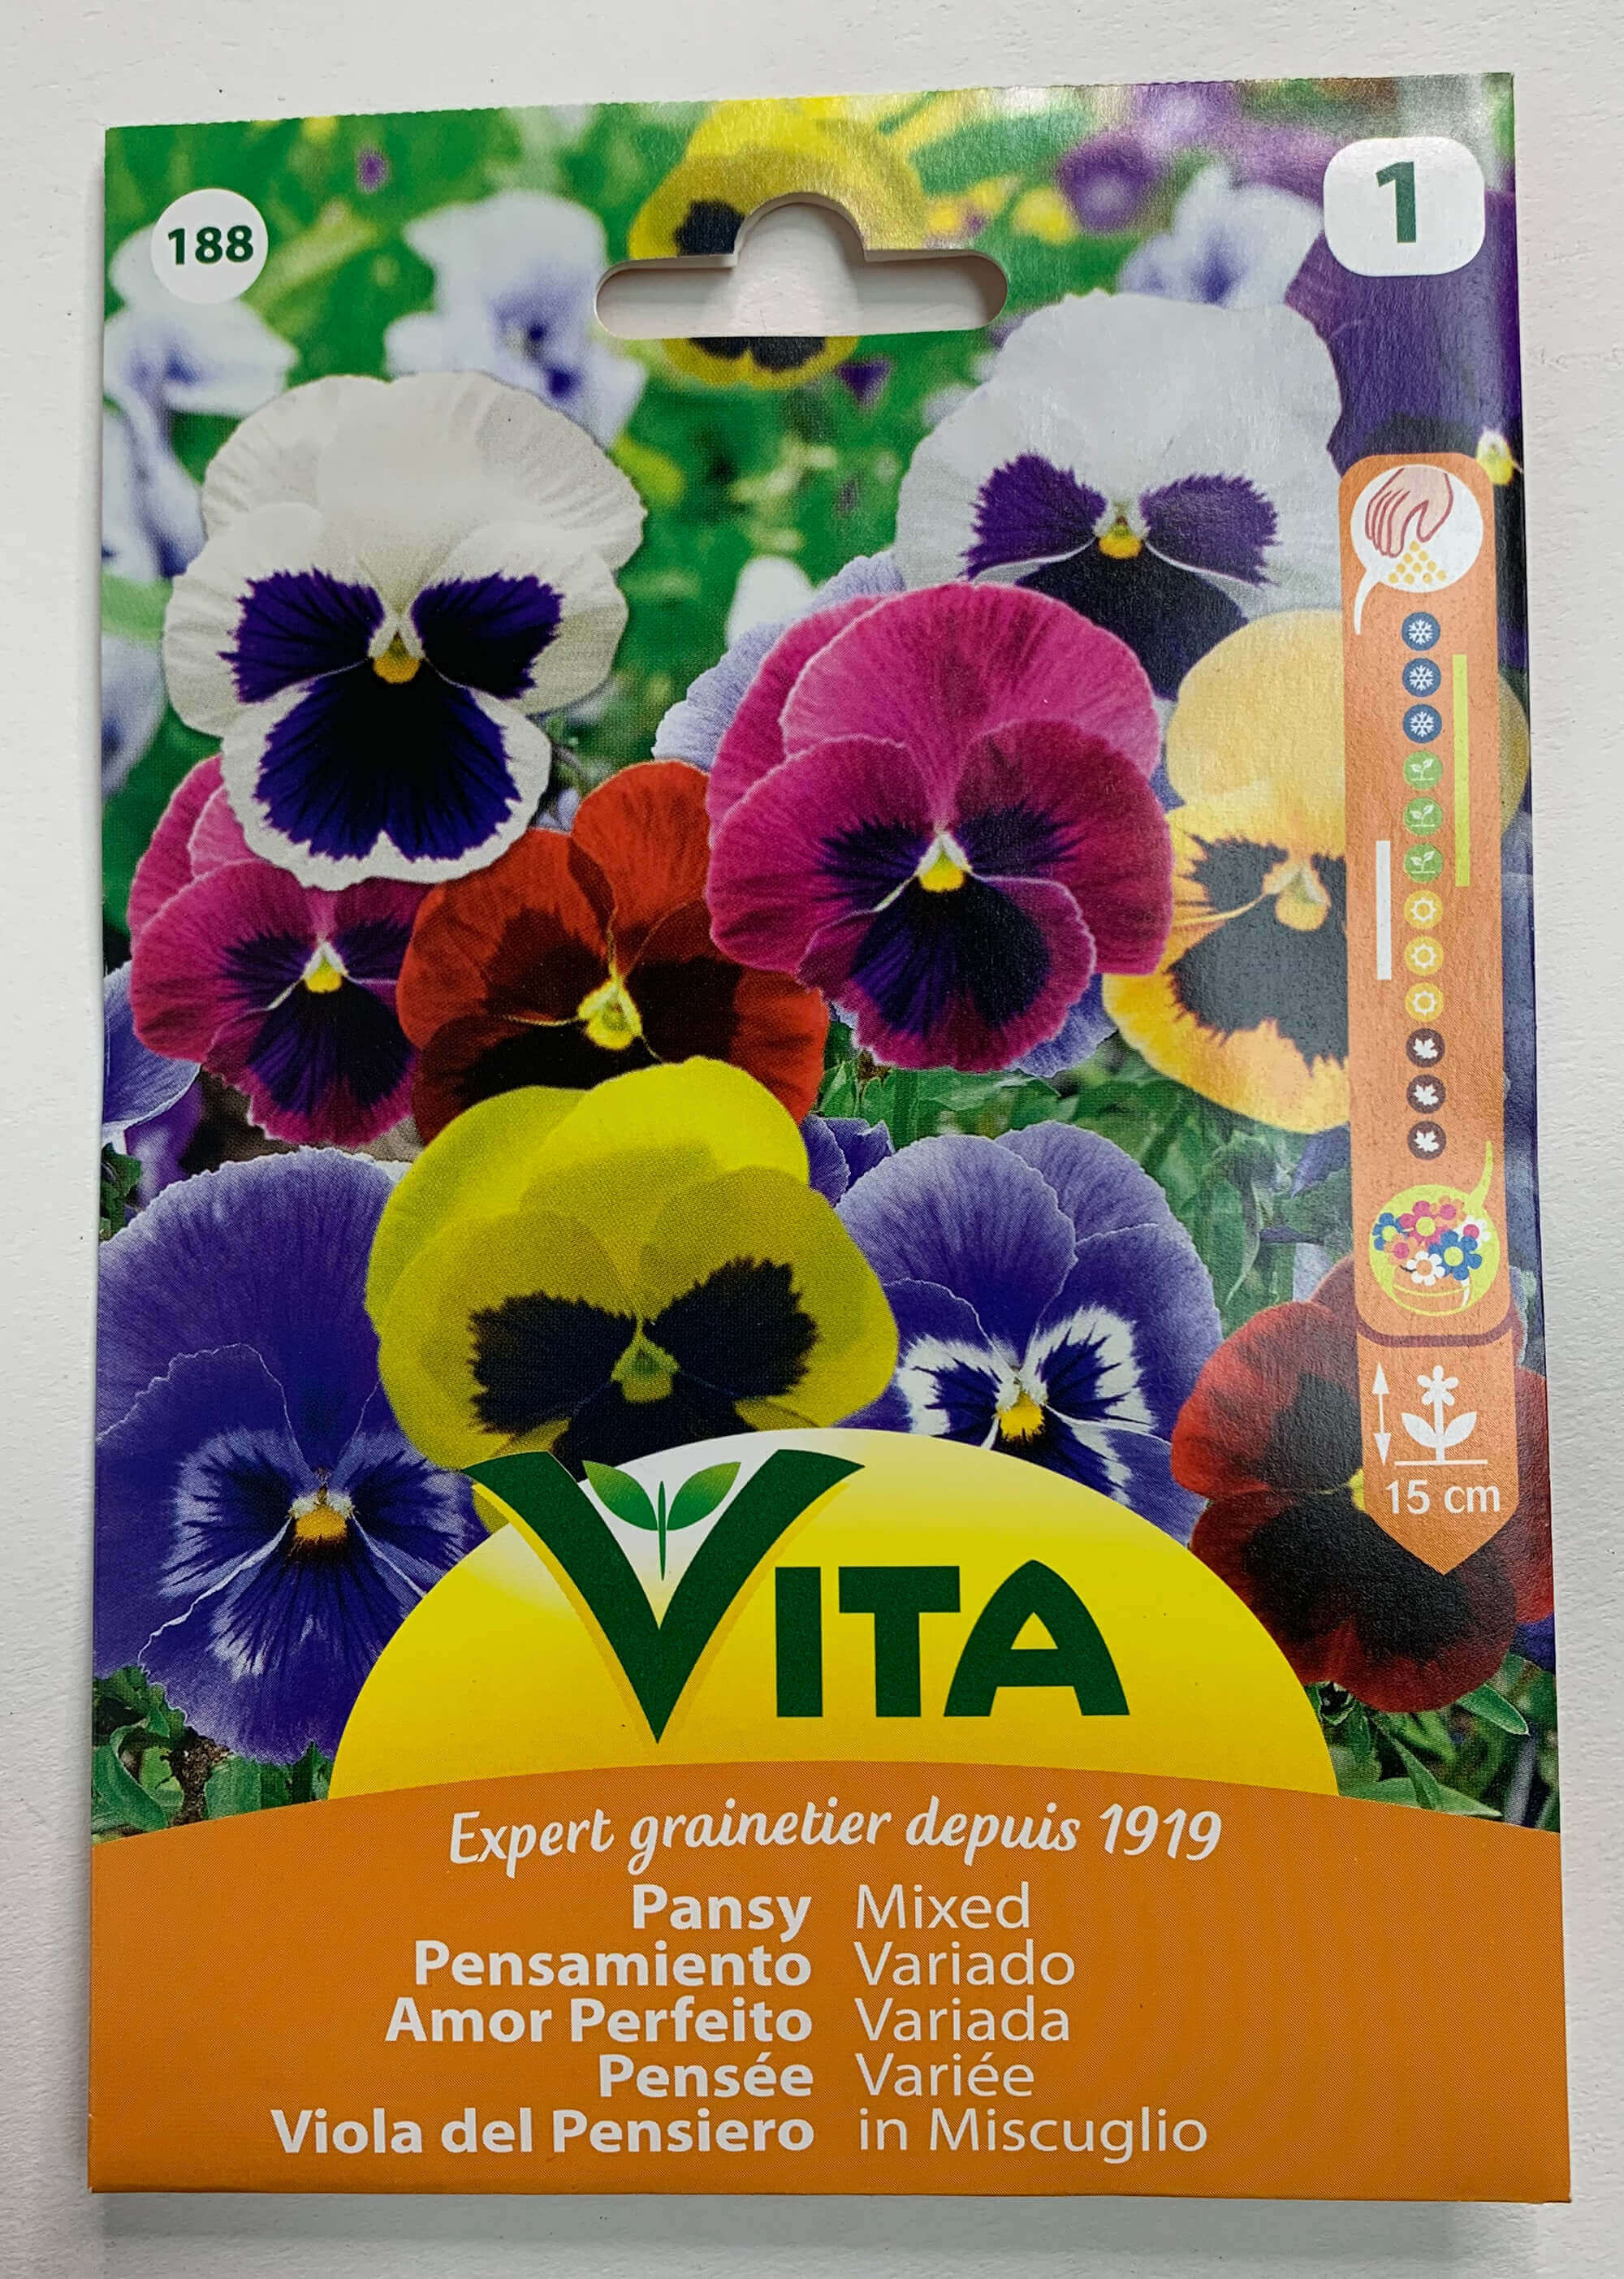 188
1
15 cm
VITA
Expert grainetier depuis 1919
Pansy Mixed
Pensamiento Variado
Amor Perfeito Variada
Pensée Variée
Viola del Pensiero in Miscuglio